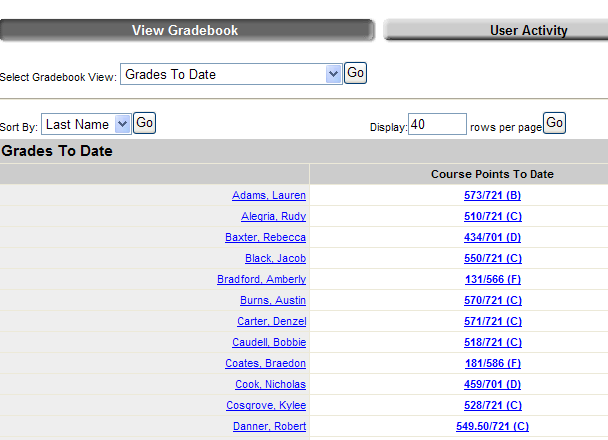 View Gradebook User Activity
Select Gradebook View: Grades To Date Go
Sort By: Last Name Go Display: 40 rows per page Go
Grades To Date
Course Points To Date
Adams, Lauren 573/721 (B)
Alegria, Rudy 510/721 (C)
Baxter, Rebecca 434/701 (D)
Black, Jacob 550/721 (C)
Bradford, Amberly 131/566 (F)
Burns, Austin 570/721 (C)
Carter, Denzel 571/721 (C)
Caudell, Bobbie 518/721 (C)
Coates, Braedon 181/586 (F)
Cook, Nicholas 459/701 (D)
Cosgrove, Kylee 528/721 (C)
Danner, Robert 549.50/721 (C)